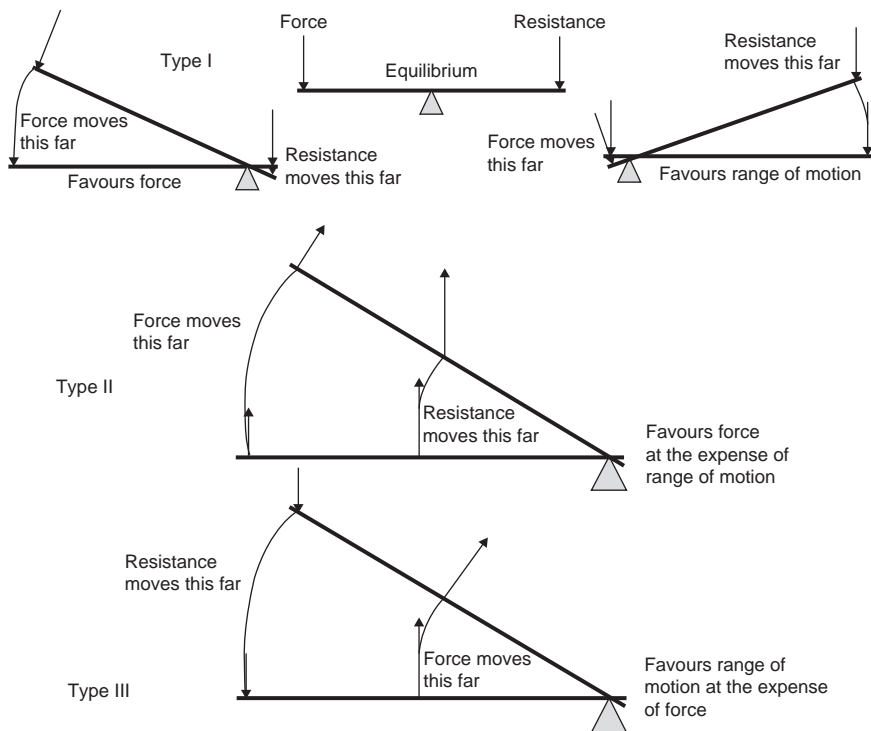 Type I
Force moves
this far
Favours force
Resistance
moves this far
Force
Resistance
Equilibrium
Resistance
moves this far
Force moves
this far
Favours range of motion
Type II
Force moves
this far
Resistance
moves this far
Favours force
at the expense of
range of motion
Type III
Resistance
moves this far
Force moves
this far
Favours range of
motion at the expense
of force